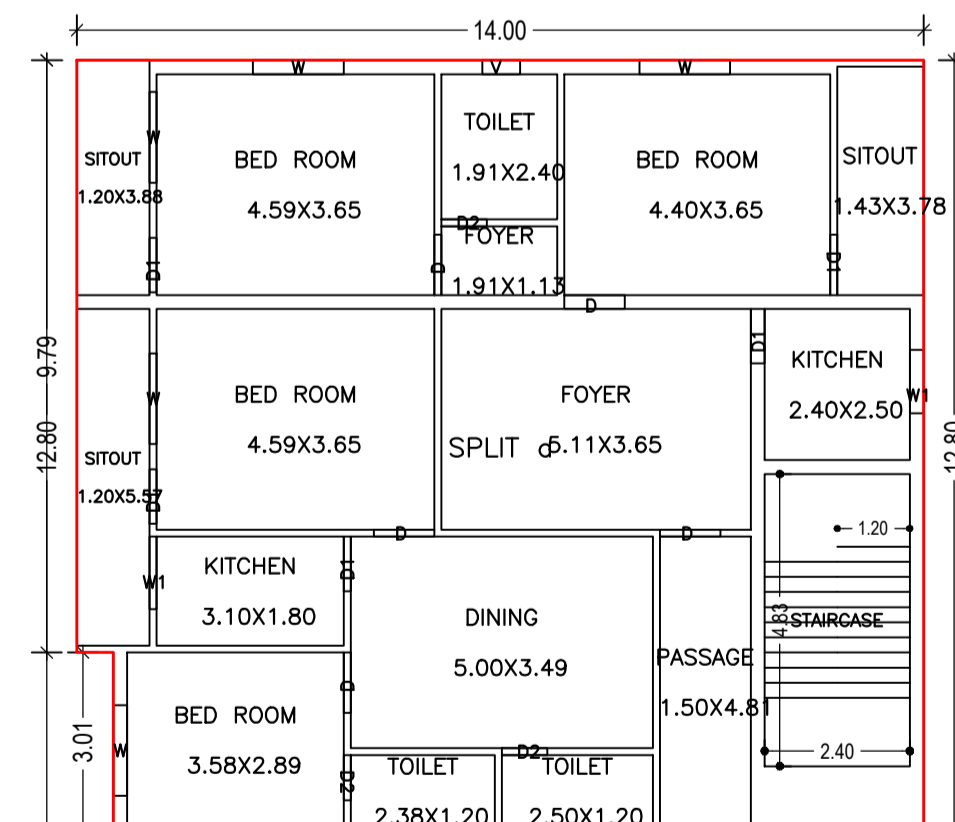 14.00
W
V
W
TOILET
1.91X2.40
SITOUT
1.20X3.88
W
BED ROOM
4.59X3.65
BED ROOM
4.40X3.65
SITOUT
1.43X3.78
D2
FOYER
1.91X1.13
D1
D
D1
D
9.79
12.80
12.80
BED ROOM
4.59X3.65
W
FOYER
5.11X3.65
SPLIT d
D1
KITCHEN
2.40X2.50
W1
SITOUT
1.20X5.57
D1
D
D
1.20
KITCHEN
3.10X1.80
W1
D1
DINING
5.00X3.49
4.83
STAIRCASE
PASSAGE
1.50X4.81
3.01
W
BED ROOM
3.58X2.89
D
D2
2.40
D2
TOILET
2.38X1.20
TOILET
2.50X1.20